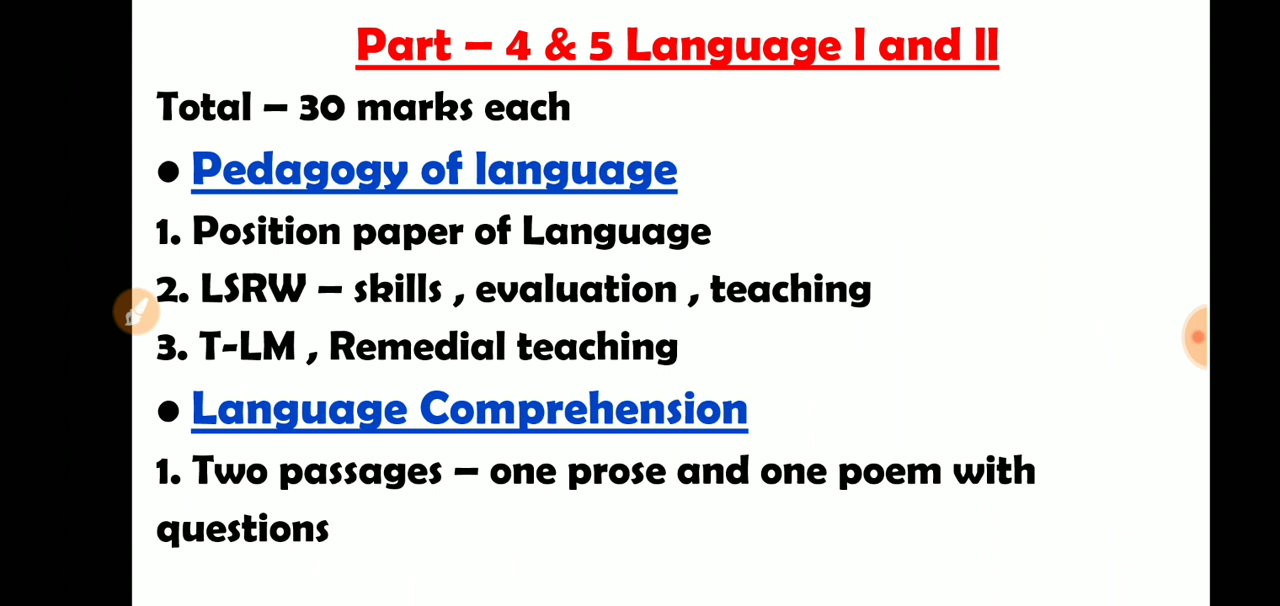 Part – 4 & 5 Language I and II
Total – 30 marks each
● Pedagogy of language
1. Position paper of Language
2. LSRW – skills , evaluation , teaching
3. T-LM , Remedial teaching
● Language Comprehension
1. Two passages – one prose and one poem with
questions